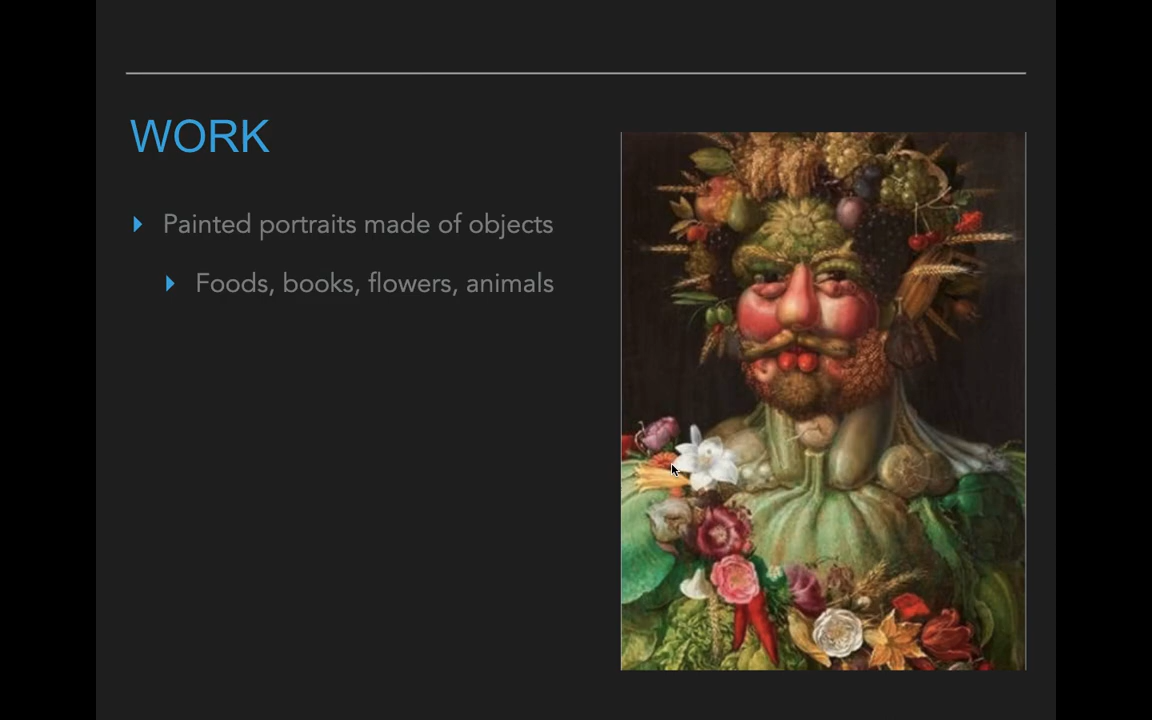 WORK
Painted portraits made of objects
Foods, books, flowers, animals